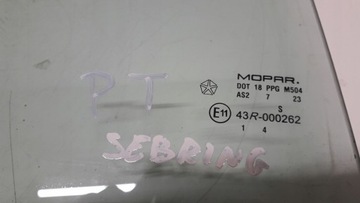 MOPAR.
DOT 18 PPG M504
AS2 7 23
S
E11 43R-000262
1 4
PT
SEBRING